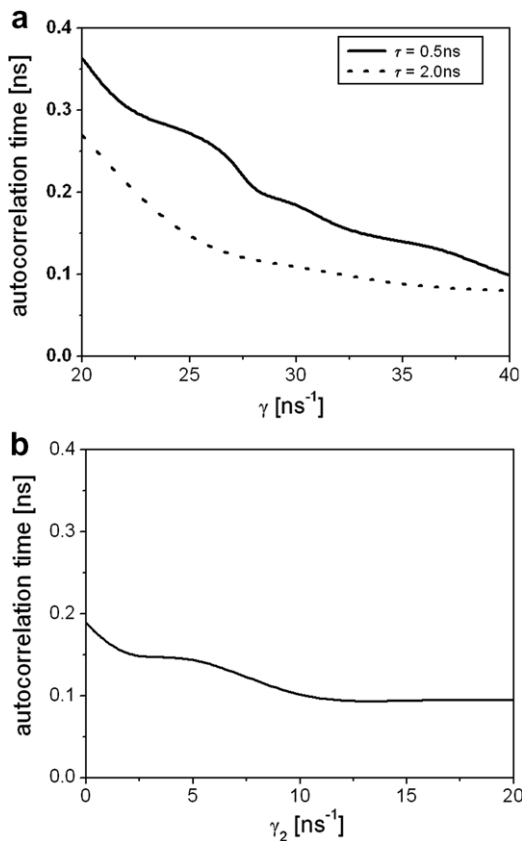 a
autocorrelation time [ns]
0.4
0.3
0.2
0.1
0.0
τ = 0.5ns
τ = 2.0ns
20 25 30 35 40
γ [ns⁻¹]
b
autocorrelation time [ns]
0.4
0.3
0.2
0.1
0.0
0 5 10 15 20
γ₂ [ns⁻¹]